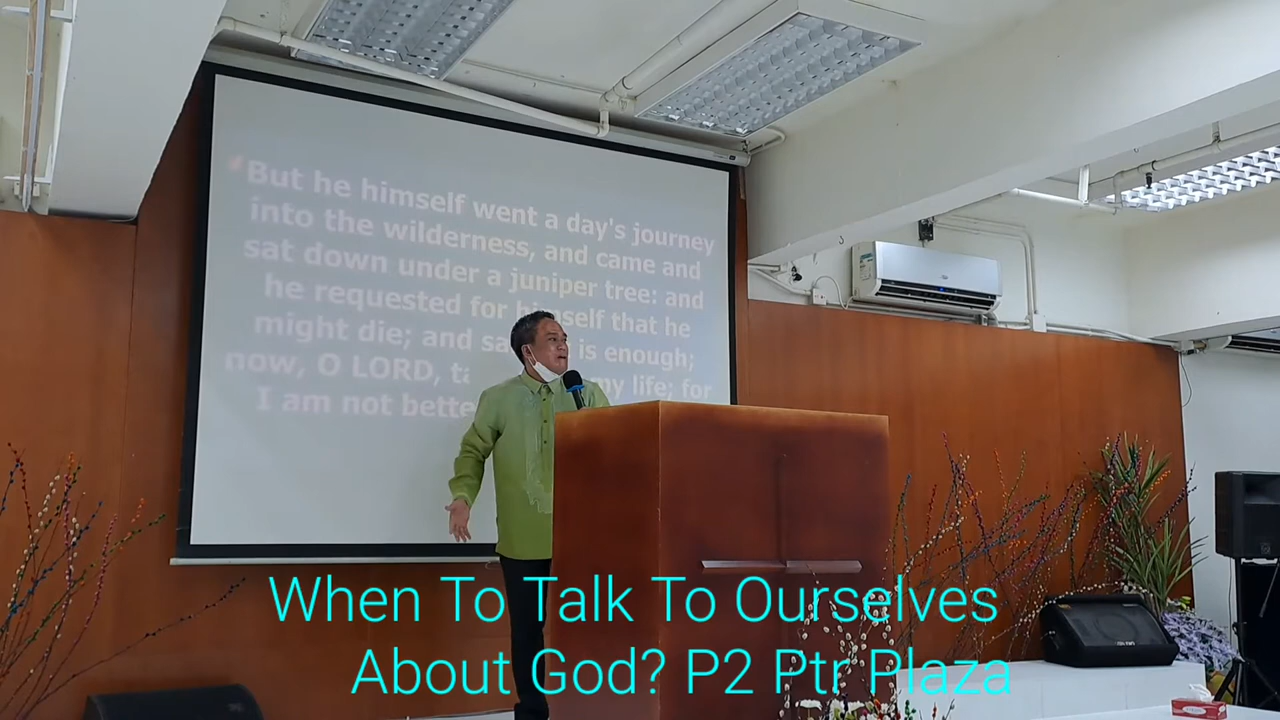 But he himself went a day's journey
into the wilderness, and came and
sat down under a juniper tree: and
he requested for himself that he
might die; and sa is enough;
now, O LORD, ta my life; for
I am not bette
When To Talk To Ourselves
About God? P2 Ptr Plaza